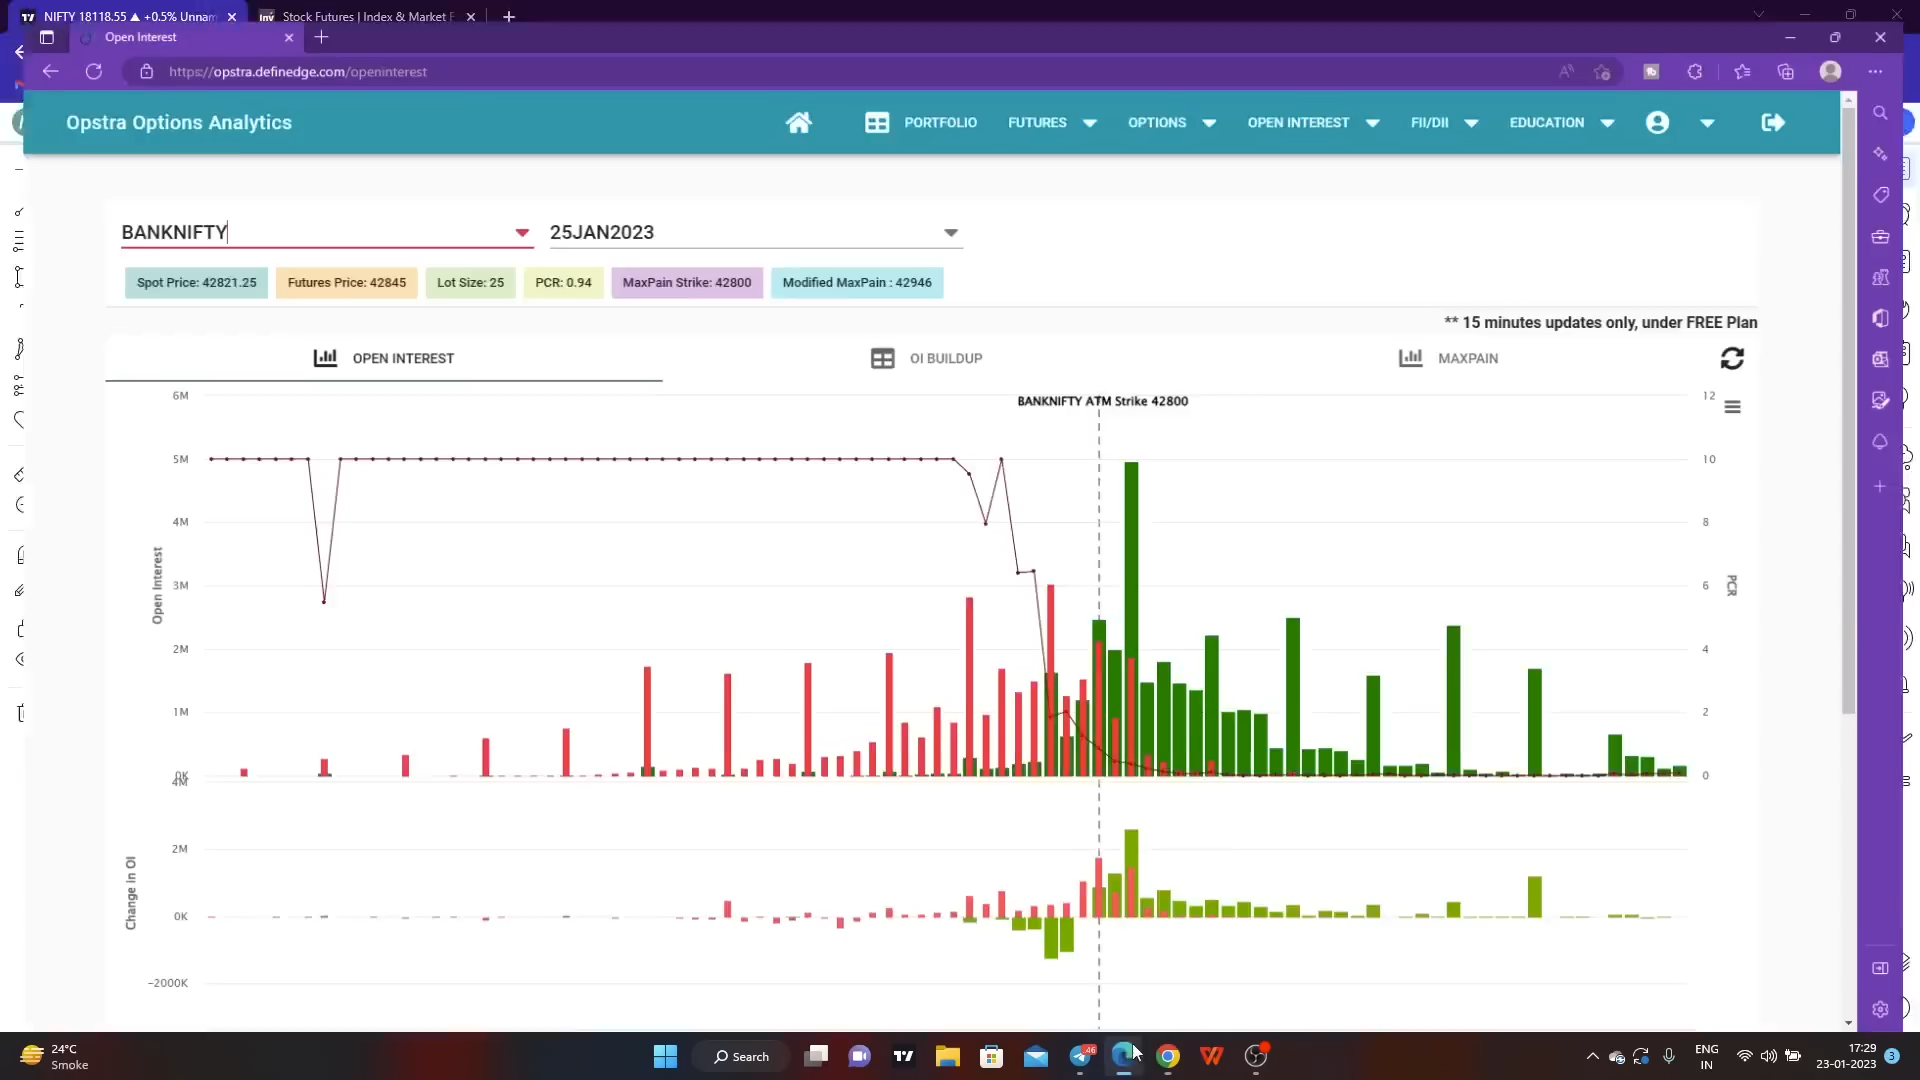 NIFTY 18118.55 ▲ +0.5% Unnam
Stock Futures | Index & Market F
Open Interest
https://opstra.definedge.com/openinterest
Opstra Options Analytics
PORTFOLIO
FUTURES
OPTIONS
OPEN INTEREST
FII/DII
EDUCATION
BANKNIFTY
25JAN2023
Spot Price: 42821.25
Futures Price: 42845
Lot Size: 25
PCR: 0.94
MaxPain Strike: 42800
Modified MaxPain : 42946
** 15 minutes updates only, under FREE Plan
OPEN INTEREST
OI BUILDUP
MAXPAIN
BANKNIFTY ATM Strike 42800
6M
5M
4M
3M
2M
1M
0K
Open Interest
12
10
8
6
4
2
0
PCR
4M
2M
0K
-2000K
Change in OI
24°C
Smoke
Search
46
ENG
IN
17:29
23-01-2023
3